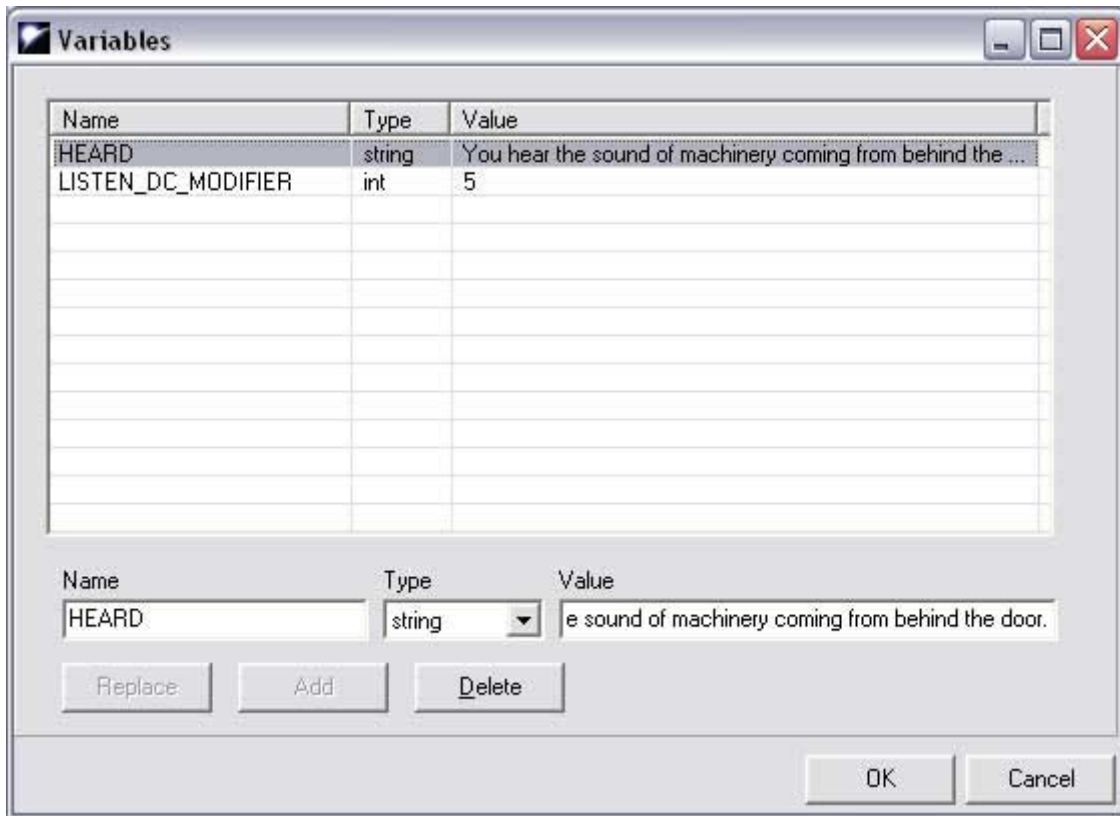 Variables
Name Type Value
HEARD string You hear the sound of machinery coming from behind the ...
LISTEN_DC_MODIFIER int 5
Name Type Value
HEARD string e sound of machinery coming from behind the door.
Replace Add Delete
OK Cancel